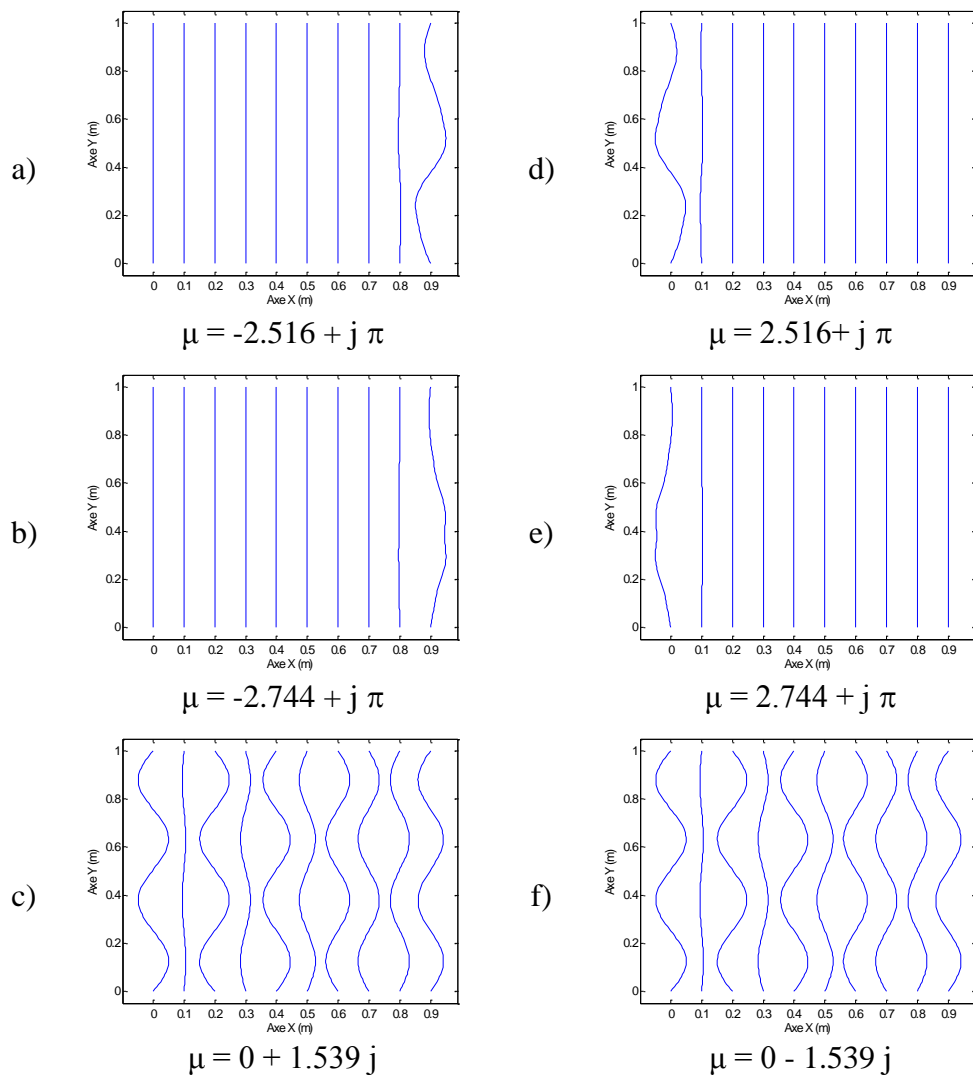 a)
1
0.8
0.6
0.4
0.2
0
Axe Y (m)
0 0.1 0.2 0.3 0.4 0.5 0.6 0.7 0.8 0.9
Axe X (m)
μ = -2.516 + j π
d)
1
0.8
0.6
0.4
0.2
0
Axe Y (m)
0 0.1 0.2 0.3 0.4 0.5 0.6 0.7 0.8 0.9
Axe X (m)
μ = 2.516+ j π
b)
1
0.8
0.6
0.4
0.2
0
Axe Y (m)
0 0.1 0.2 0.3 0.4 0.5 0.6 0.7 0.8 0.9
Axe X (m)
μ = -2.744 + j π
e)
1
0.8
0.6
0.4
0.2
0
Axe Y (m)
0 0.1 0.2 0.3 0.4 0.5 0.6 0.7 0.8 0.9
Axe X (m)
μ = 2.744 + j π
c)
1
0.8
0.6
0.4
0.2
0
Axe Y (m)
0 0.1 0.2 0.3 0.4 0.5 0.6 0.7 0.8 0.9
Axe X (m)
μ = 0 + 1.539 j
f)
1
0.8
0.6
0.4
0.2
0
Axe Y (m)
0 0.1 0.2 0.3 0.4 0.5 0.6 0.7 0.8 0.9
Axe X (m)
μ = 0 - 1.539 j